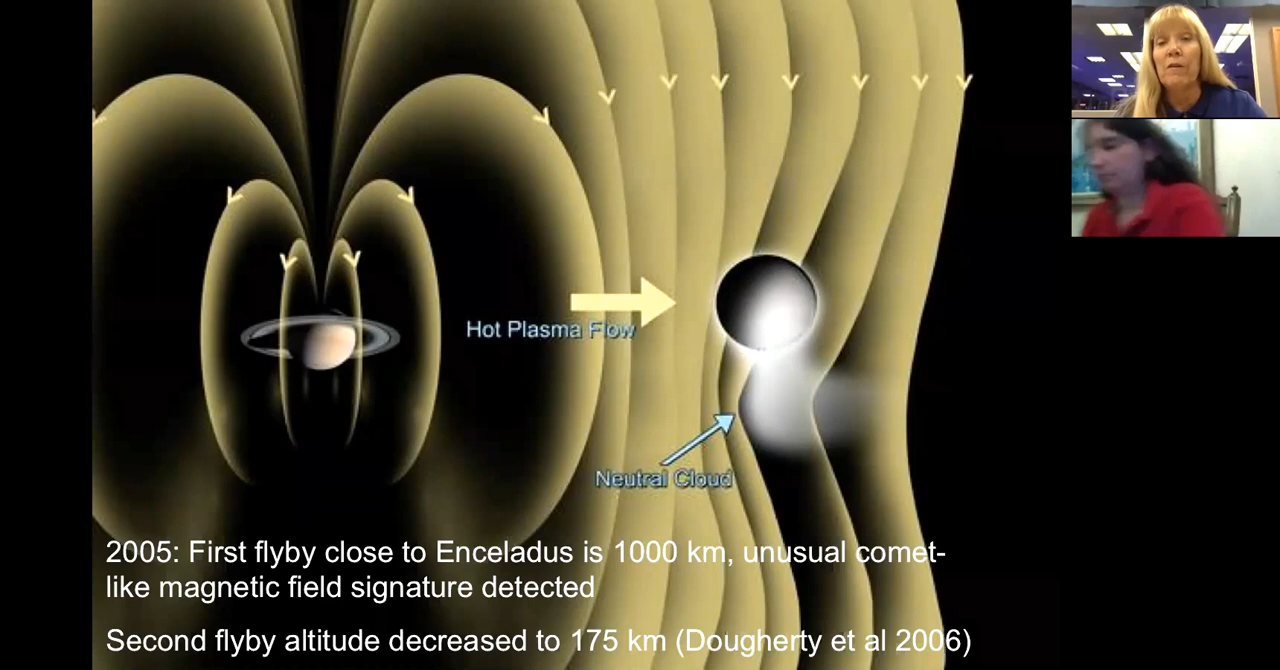 Hot Plasma Flow
Neutral Cloud
2005: First flyby close to Enceladus is 1000 km, unusual comet-
like magnetic field signature detected
Second flyby altitude decreased to 175 km (Dougherty et al 2006)